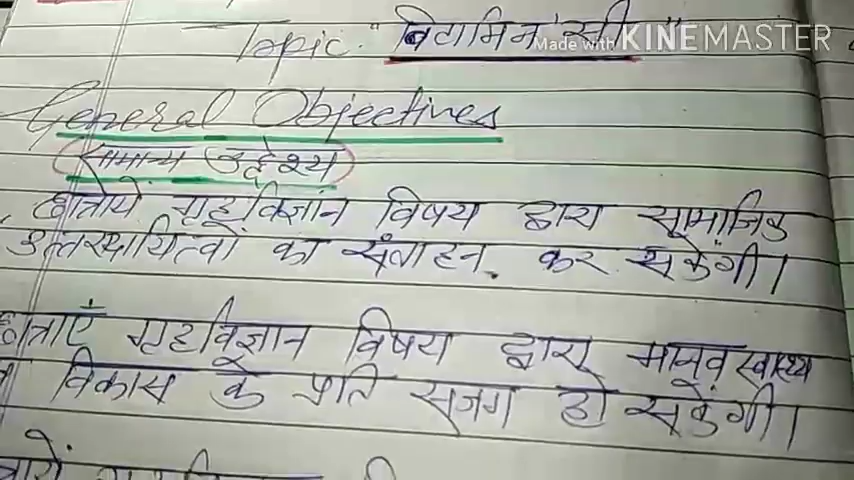 Topic. "विटामिन सी"
Made with KINEMASTER
General Objectives
(सामान्य उद्देश्य)
छात्रायें गृहविज्ञान विषय द्वारा सामाजिक
उत्तरदायित्वों का संवाहन कर सकेंगी।
छात्राएँ गृहविज्ञान विषय द्वारा मानव स्वास्थ्य
विकास के प्रति सजग हो सकेंगी।